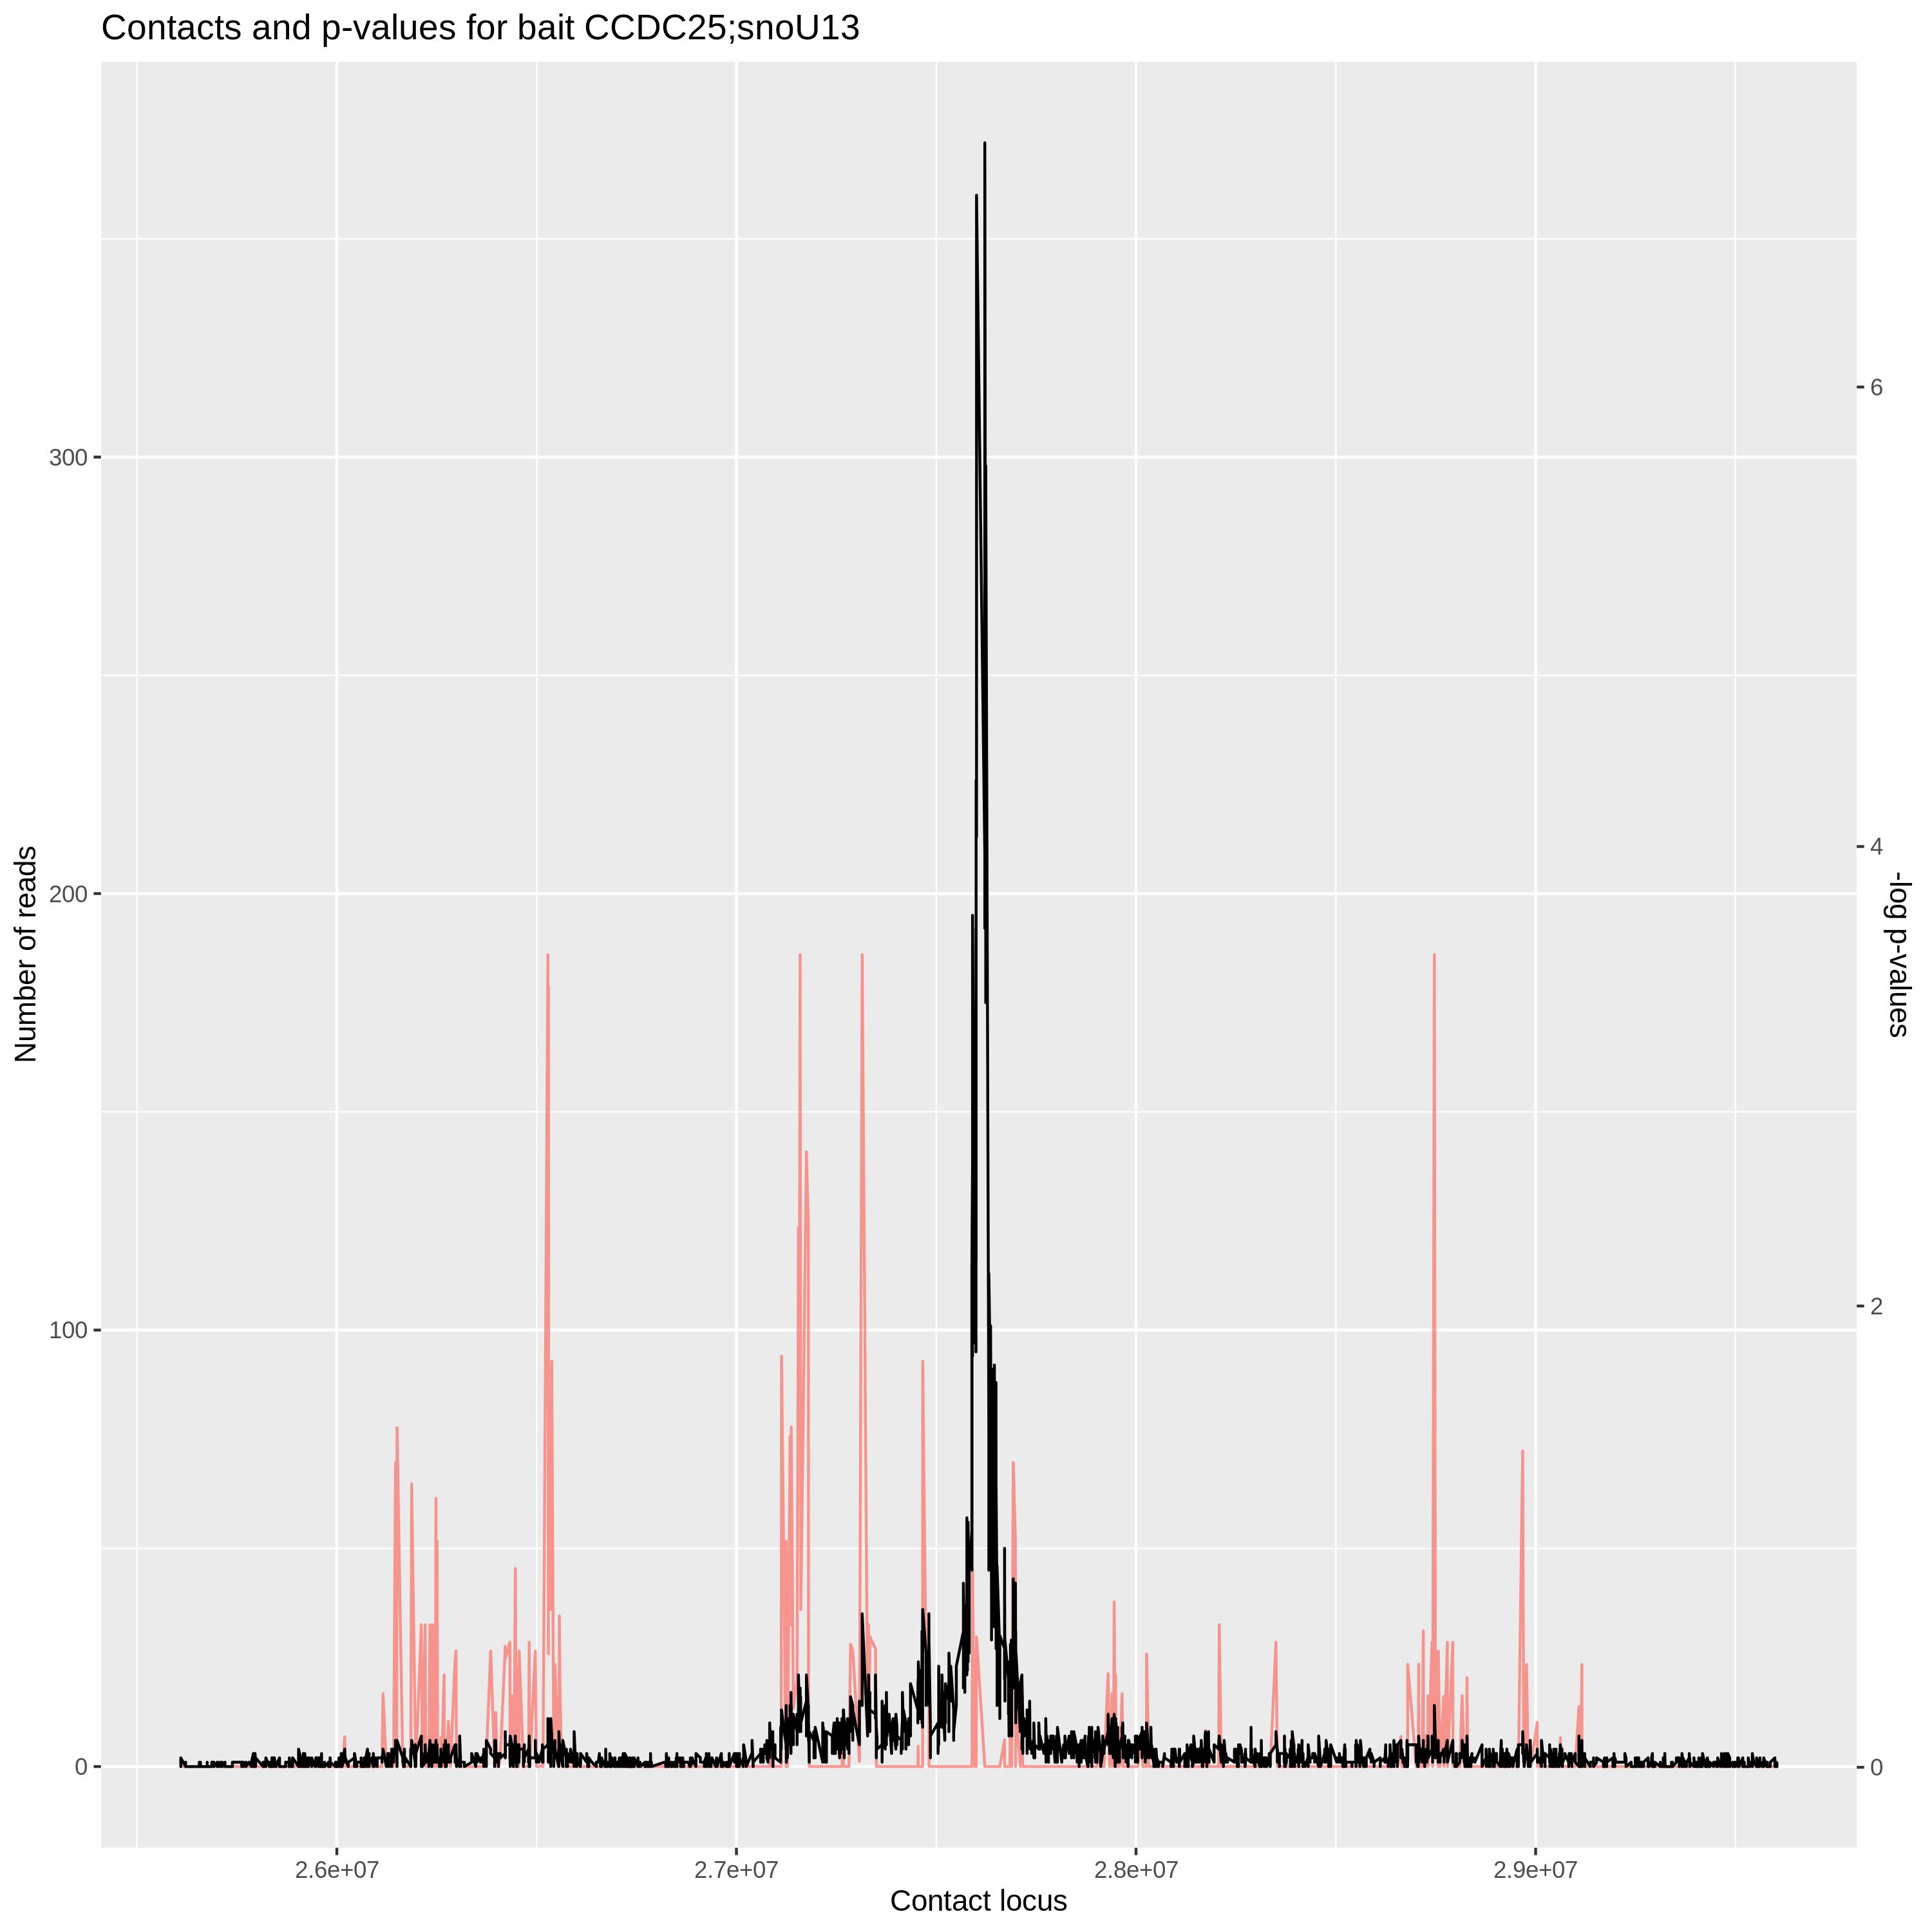 Contacts and p-values for bait CCDC25;snoU13
Number of reads
300
200
100
0
6
4
2
0
-log p-values
2.6e+07
2.7e+07
2.8e+07
2.9e+07
Contact locus